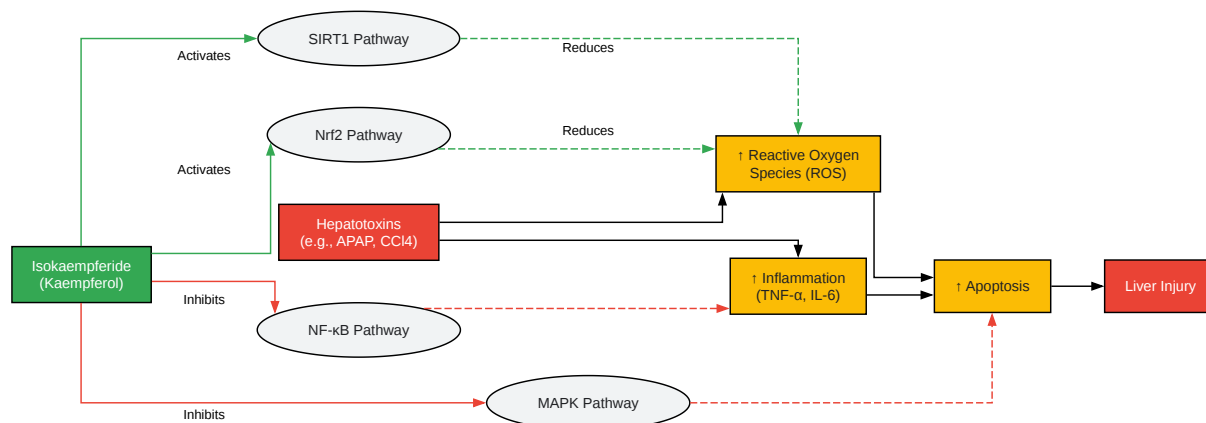 SIRT1 Pathway
Reduces
Activates
Nrf2 Pathway
Reduces
Activates
↑ Reactive Oxygen
Species (ROS)
Hepatotoxins
(e.g., APAP, CCl4)
Isokaempferide
(Kaempferol)
↑ Inflammation
(TNF-α, IL-6)
↑ Apoptosis
Liver Injury
Inhibits
NF-κB Pathway
MAPK Pathway
Inhibits